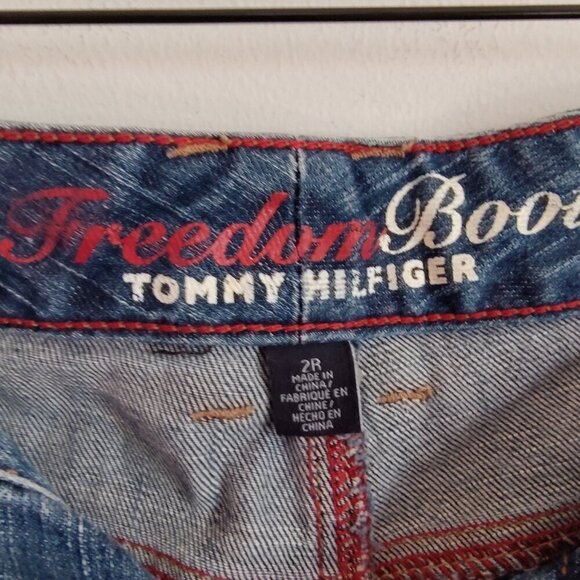 Freedom Boot
TOMMY HILFIGER
2R
MADE IN
CHINA/
FABRIQUE EN
CHINE/
HECHO EN
CHINA